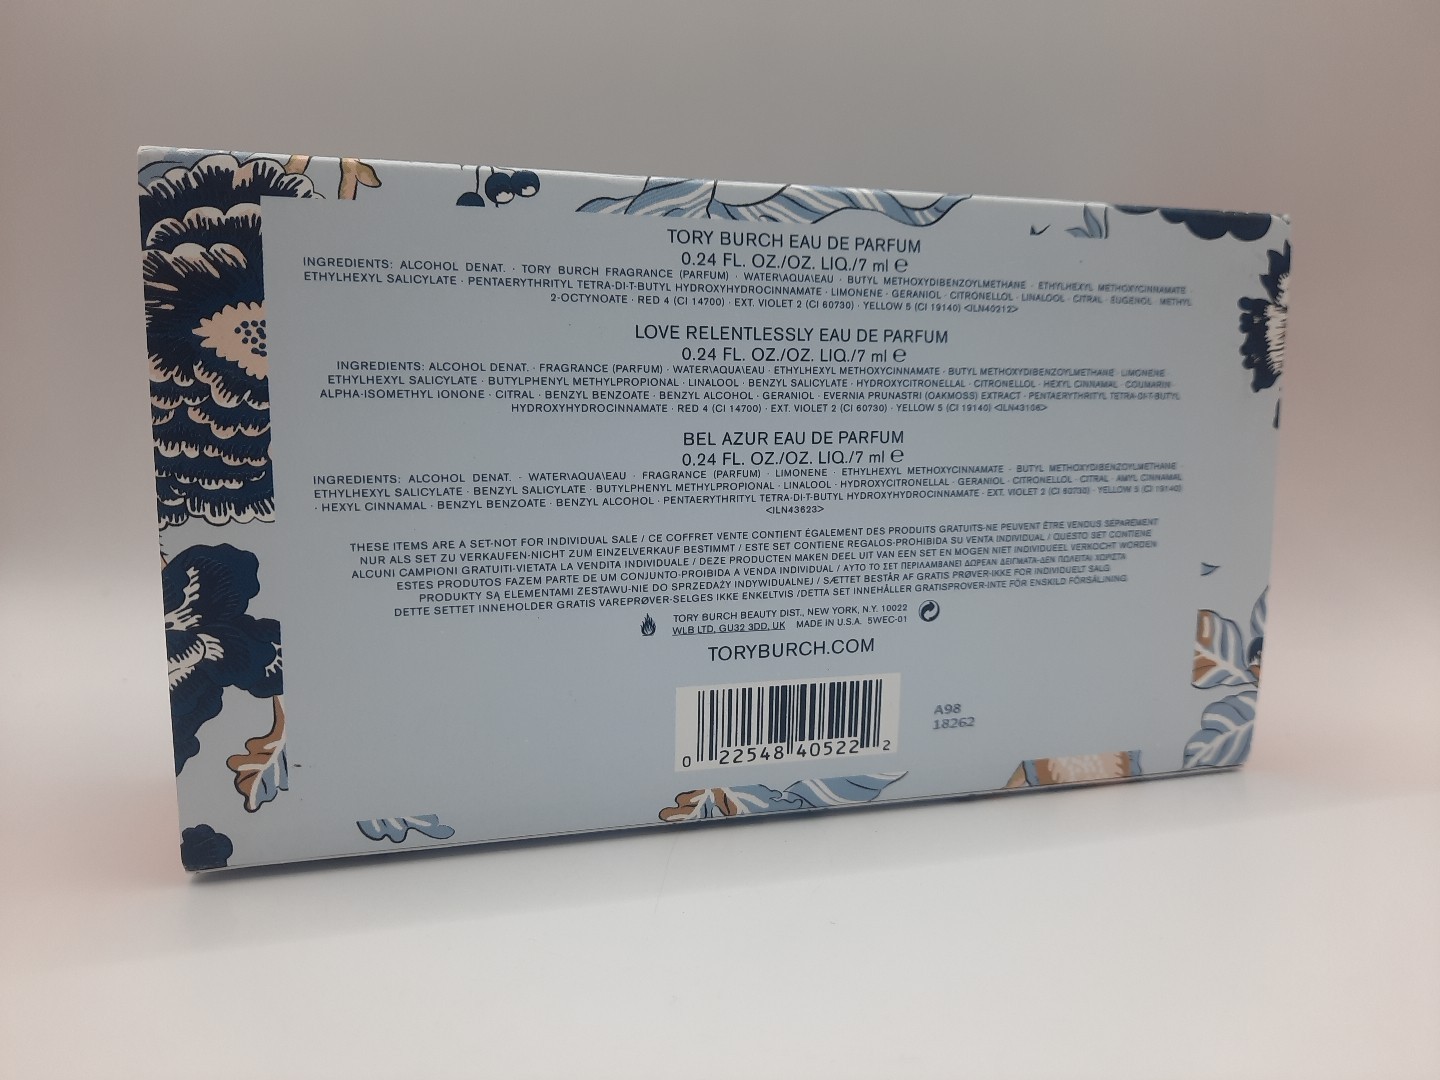 TORY BURCH EAU DE PARFUM
0.24 FL. OZ./OZ. LIQ./7 ml ℮
INGREDIENTS: ALCOHOL DENAT. · TORY BURCH FRAGRANCE (PARFUM) · WATER\AQUA\EAU · BUTYL METHOXYDIBENZOYLMETHANE · ETHYLHEXYL METHOXYCINNAMATE ·
ETHYLHEXYL SALICYLATE · PENTAERYTHRITYL TETRA-DI-T-BUTYL HYDROXYHYDROCINNAMATE · LIMONENE · GERANIOL · CITRONELLOL · LINALOOL · CITRAL · EUGENOL · METHYL
2-OCTYNOATE · RED 4 (CI 14700) · EXT. VIOLET 2 (CI 60730) · YELLOW 5 (CI 19140) <ILN40212>
LOVE RELENTLESSLY EAU DE PARFUM
0.24 FL. OZ./OZ. LIQ./7 ml ℮
INGREDIENTS: ALCOHOL DENAT. · FRAGRANCE (PARFUM) · WATER\AQUA\EAU · ETHYLHEXYL METHOXYCINNAMATE · BUTYL METHOXYDIBENZOYLMETHANE · LIMONENE ·
ETHYLHEXYL SALICYLATE · BUTYLPHENYL METHYLPROPIONAL · LINALOOL · BENZYL SALICYLATE · HYDROXYCITRONELLAL · CITRONELLOL · HEXYL CINNAMAL · COUMARIN ·
ALPHA-ISOMETHYL IONONE · CITRAL · BENZYL BENZOATE · BENZYL ALCOHOL · GERANIOL · EVERNIA PRUNASTRI (OAKMOSS) EXTRACT · PENTAERYTHRITYL TETRA-DI-T-BUTYL
HYDROXYHYDROCINNAMATE · RED 4 (CI 14700) · EXT. VIOLET 2 (CI 60730) · YELLOW 5 (CI 19140) <ILN43106>
BEL AZUR EAU DE PARFUM
0.24 FL. OZ./OZ. LIQ./7 ml ℮
INGREDIENTS: ALCOHOL DENAT. · WATER\AQUA\EAU · FRAGRANCE (PARFUM) · LIMONENE · ETHYLHEXYL METHOXYCINNAMATE · BUTYL METHOXYDIBENZOYLMETHANE ·
ETHYLHEXYL SALICYLATE · BENZYL SALICYLATE · BUTYLPHENYL METHYLPROPIONAL · LINALOOL · HYDROXYCITRONELLAL · GERANIOL · CITRONELLOL · CITRAL · AMYL CINNAMAL
· HEXYL CINNAMAL · BENZYL BENZOATE · BENZYL ALCOHOL · PENTAERYTHRITYL TETRA-DI-T-BUTYL HYDROXYHYDROCINNAMATE · EXT. VIOLET 2 (CI 60730) · YELLOW 5 (CI 19140)
<ILN43623>
THESE ITEMS ARE A SET-NOT FOR INDIVIDUAL SALE / CE COFFRET VENTE CONTIENT ÉGALEMENT DES PRODUITS GRATUITS-NE PEUVENT ÊTRE VENDUS SÉPARÉMENT
NUR ALS SET ZU VERKAUFEN-NICHT ZUM EINZELVERKAUF BESTIMMT / ESTE SET CONTIENE REGALOS-PROHIBIDA SU VENTA INDIVIDUAL / QUESTO SET CONTIENE
ALCUNI CAMPIONI GRATUITI-VIETATA LA VENDITA INDIVIDUALE / DEZE PRODUCTEN MAKEN DEEL UIT VAN EEN SET EN MOGEN NIET INDIVIDUEEL VERKOCHT WORDEN
ESTES PRODUTOS FAZEM PARTE DE UM CONJUNTO-PROIBIDA A VENDA INDIVIDUAL / ΑΥΤΟ ΤΟ ΣΕΤ ΠΕΡΙΛΑΜΒΑΝΕΙ ΔΩΡΕΑΝ ΔΕΙΓΜΑΤΑ-ΔΕΝ ΠΩΛΕΙΤΑΙ ΧΩΡΙΣΤΑ
PRODUKTY SĄ ELEMENTAMI ZESTAWU-NIE DO SPRZEDAŻY INDYWIDUALNEJ / SÆTTET BESTÅR AF GRATIS PRØVER-IKKE FOR INDIVIDUELT SALG
DETTE SETTET INNEHOLDER GRATIS VAREPRØVER-SELGES IKKE ENKELTVIS /DETTA SET INNEHÅLLER GRATISPROVER-INTE FÖR ENSKILD FÖRSÄLJNING
TORY BURCH BEAUTY DIST., NEW YORK, N.Y. 10022
WLB LTD, GU32 3DD, UK MADE IN U.S.A. 5WEC-01
TORYBURCH.COM
A98
18262
0 22548 40522 2